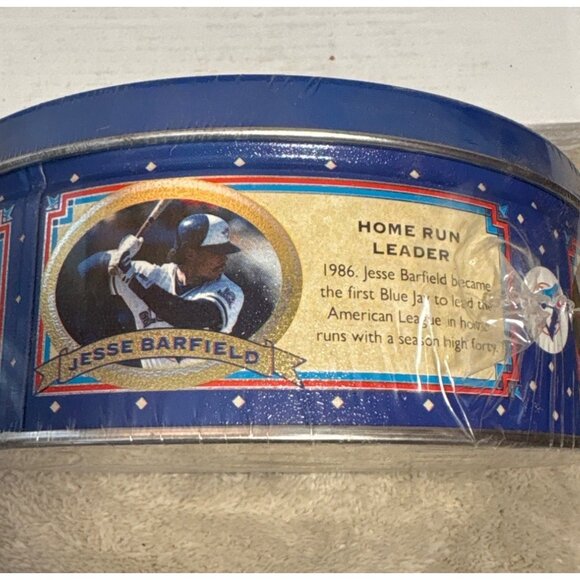 HOME RUN
LEADER
1986. Jesse Barfield became
the first Blue Jay to lead the
American League in home
runs with a season high forty.
JESSE BARFIELD